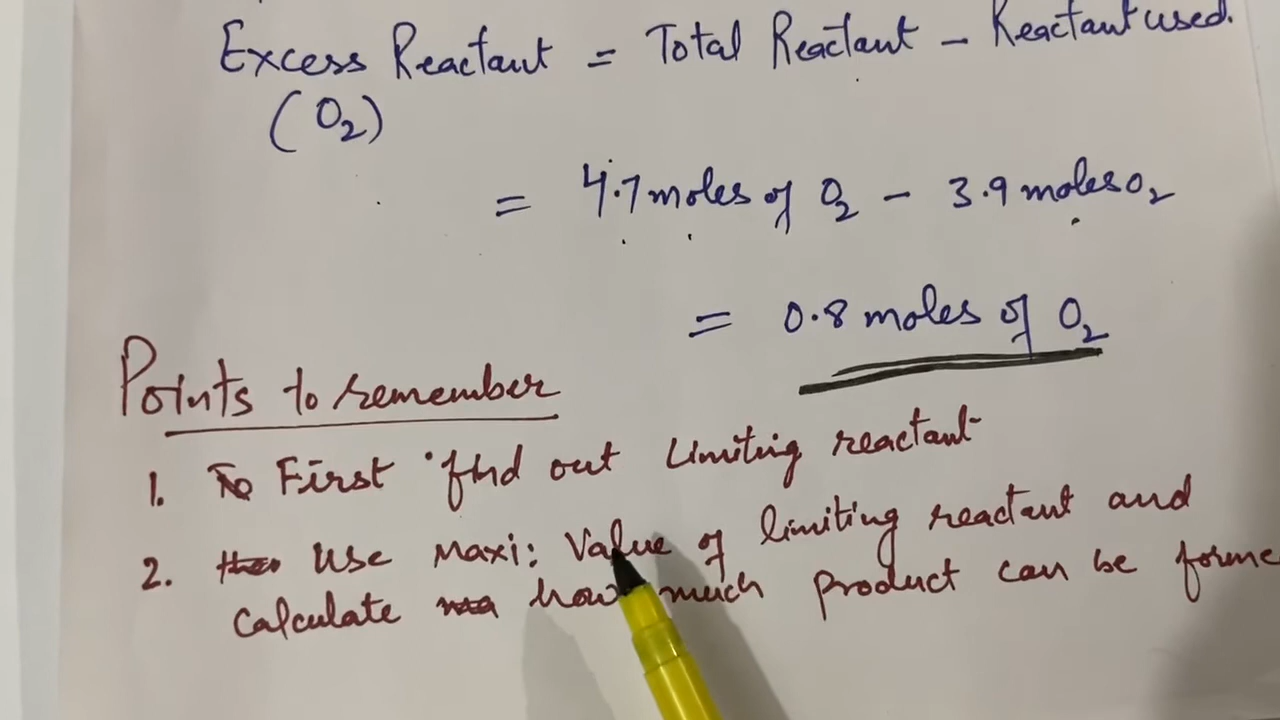 Excess Reactant = Total Reactant - Reactant used.
(O₂)
= 4.7 moles of O₂ - 3.9 moles O₂
= 0.8 moles of O₂
Points to remember
1. To First find out Limiting reactant
2. Use Maxi: Value of limiting reactant and
calculate how much product can be forme